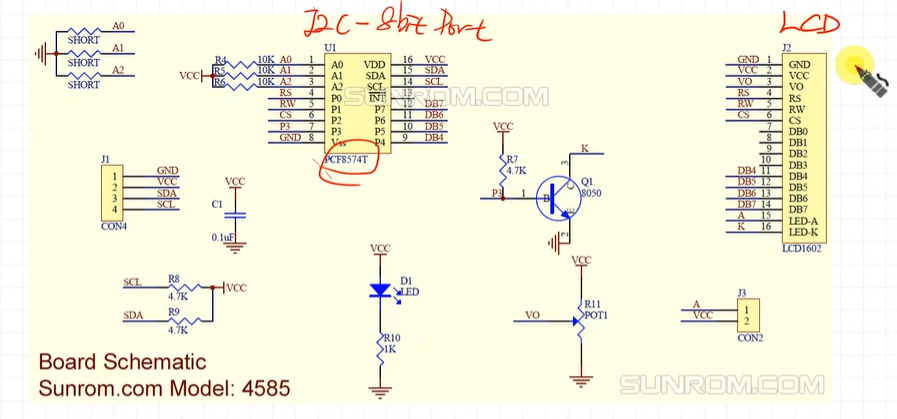 I2C - 8bit Port
LCD
A0
SHORT
A1
SHORT
A2
SHORT
VCC
R4 10K A0
R5 10K A1
R6 10K A2
RS
RW
CS
P3
GND
1
2
3
4
5
6
7
8
U1
A0 VDD
A1 SDA
A2 SCL
P0 INT
P1 P7
P2 P6
P3 P5
Vss P4
PCF8574T
16 VCC
15 SDA
14 SCL
13
12 DB7
11 DB6
10 DB5
9 DB4
SUNROM.COM
J2
GND 1 GND
VCC 2 VCC
VO 3 VO
RS 4 RS
RW 5 RW
CS 6 CS
7 DB0
8 DB1
9 DB2
10 DB3
DB4 11 DB4
DB5 12 DB5
DB6 13 DB6
DB7 14 DB7
A 15 LED-A
K 16 LED-K
LCD1602
J1
1 GND
2 VCC
3 SDA
4 SCL
CON4
VCC
C1
0.1uF
VCC
R7
4.7K
P3 1
B
C
E
3
K
Q1
8050
2
SCL R8
4.7K
VCC
SDA R9
4.7K
VCC
D1
LED
R10
1K
VCC
VO
R11
POT1
J3
A 1
VCC 2
CON2
Board Schematic
Sunrom.com Model: 4585
SUNROM.COM